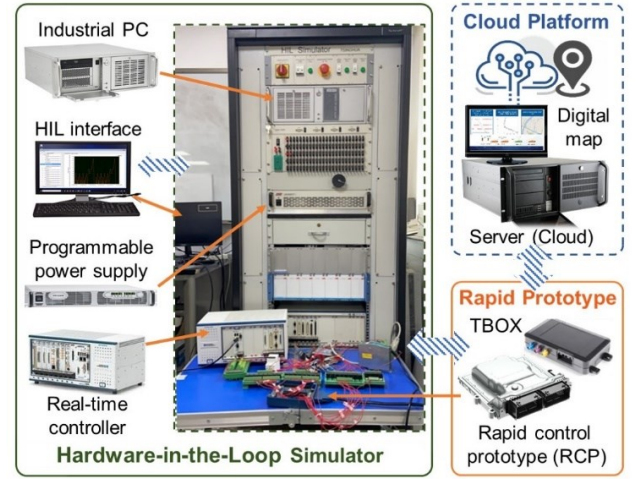 Industrial PC
HIL interface
Programmable
power supply
Real-time
controller
HIL Simulator
Hardware-in-the-Loop Simulator
Cloud Platform
Digital
map
Server (Cloud)
Rapid Prototype
TBOX
Rapid control
prototype (RCP)